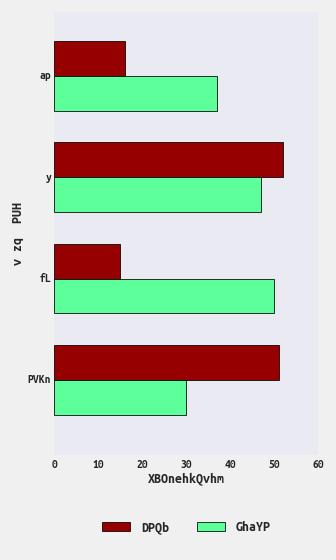 ap
y
fL
PVKn
v zq  PUH
0 10 20 30 40 50 60
XBOnehkQvhm
DPQb GhaYP